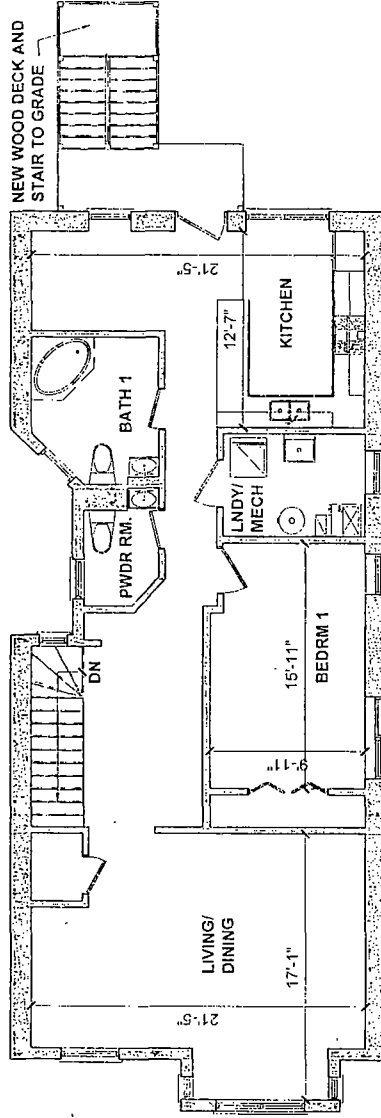 NEW WOOD DECK AND
STAIR TO GRADE
21'-5"
12'-7"
KITCHEN
BATH 1
LNDY/
MECH
PWDR RM.
DN
15'-11"
BEDRM 1
9'-11"
LIVING/
DINING
17'-1"
21'-5"